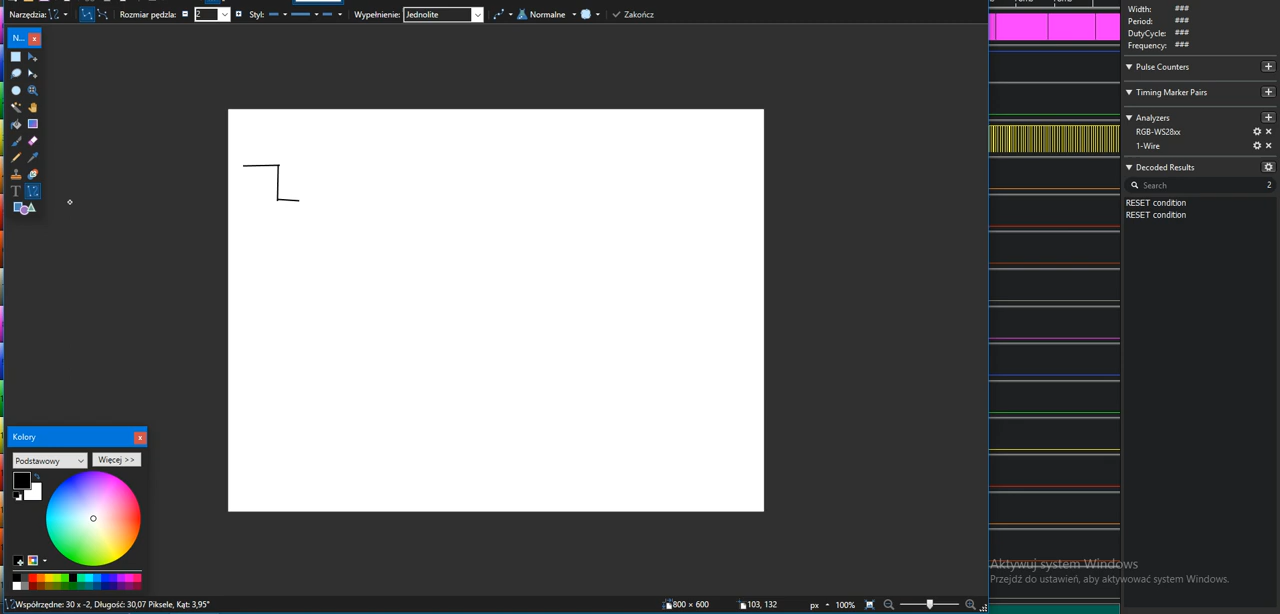 Narzędzia:
Rozmiar pędzla: 2
Styl:
Wypełnienie: Jednolite
Normalne
Zakończ
N...
T
Kolory
Podstawowy
Więcej >>
Współrzędne: 30 x -2, Długość: 30,07 Piksele, Kąt: 3,95°
800 × 600
103, 132
px
100%
Width: ###
Period: ###
DutyCycle: ###
Frequency: ###
Pulse Counters
Timing Marker Pairs
Analyzers
RGB-WS28xx
1-Wire
Decoded Results
Search 2
RESET condition
RESET condition
Aktywuj system Windows
Przejdź do ustawień, aby aktywować system Windows.